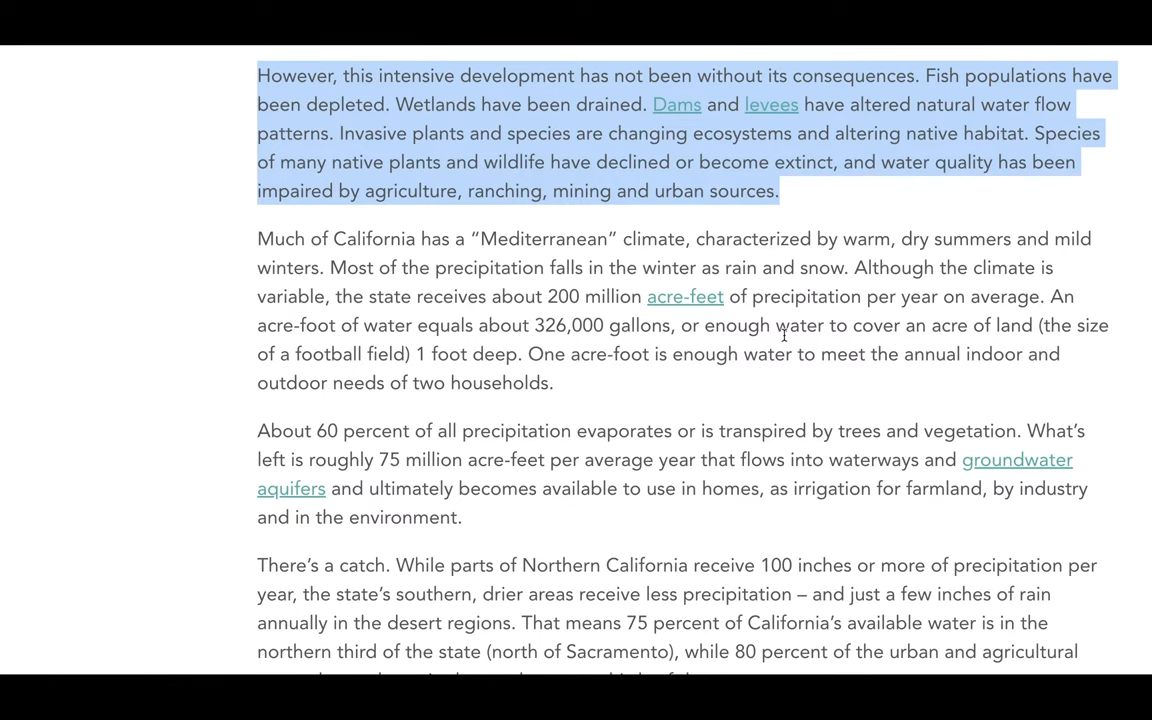 However, this intensive development has not been without its consequences. Fish populations have
been depleted. Wetlands have been drained. Dams and levees have altered natural water flow
patterns. Invasive plants and species are changing ecosystems and altering native habitat. Species
of many native plants and wildlife have declined or become extinct, and water quality has been
impaired by agriculture, ranching, mining and urban sources.
Much of California has a “Mediterranean” climate, characterized by warm, dry summers and mild
winters. Most of the precipitation falls in the winter as rain and snow. Although the climate is
variable, the state receives about 200 million acre-feet of precipitation per year on average. An
acre-foot of water equals about 326,000 gallons, or enough water to cover an acre of land (the size
of a football field) 1 foot deep. One acre-foot is enough water to meet the annual indoor and
outdoor needs of two households.
About 60 percent of all precipitation evaporates or is transpired by trees and vegetation. What’s
left is roughly 75 million acre-feet per average year that flows into waterways and groundwater
aquifers and ultimately becomes available to use in homes, as irrigation for farmland, by industry
and in the environment.
There’s a catch. While parts of Northern California receive 100 inches or more of precipitation per
year, the state’s southern, drier areas receive less precipitation – and just a few inches of rain
annually in the desert regions. That means 75 percent of California’s available water is in the
northern third of the state (north of Sacramento), while 80 percent of the urban and agricultural